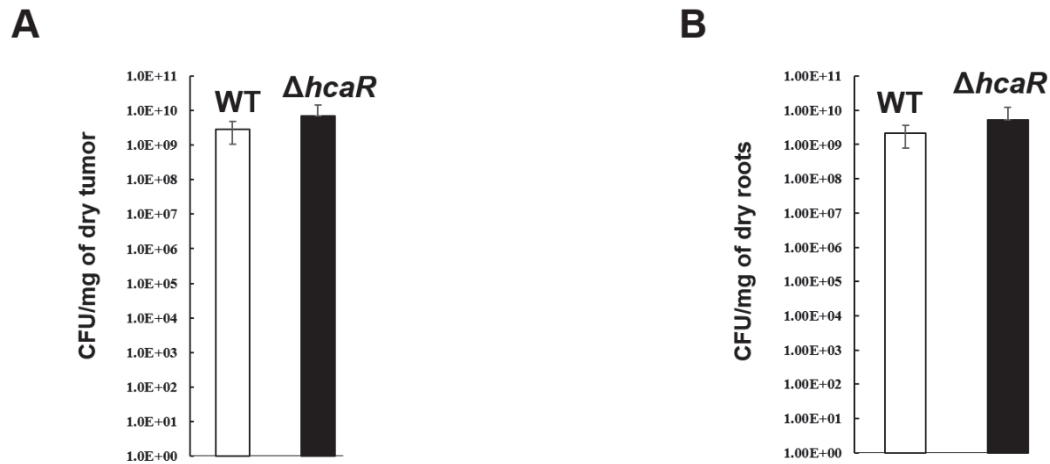 A
CFU/mg of dry tumor
1.0E+11
1.0E+10
1.0E+09
1.0E+08
1.0E+07
1.0E+06
1.0E+05
1.0E+04
1.0E+03
1.0E+02
1.0E+01
1.0E+00
WT
ΔhcaR
B
CFU/mg of dry roots
1.00E+11
1.00E+10
1.00E+09
1.00E+08
1.00E+07
1.00E+06
1.00E+05
1.00E+04
1.00E+03
1.00E+02
1.00E+01
1.00E+00
WT
ΔhcaR